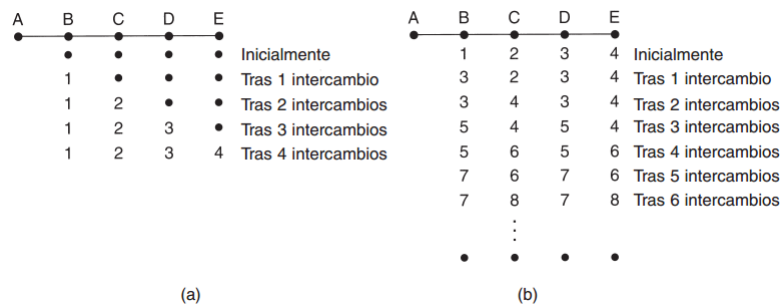 A B C D E
• • • • Inicialmente
1 • • • Tras 1 intercambio
1 2 • • Tras 2 intercambios
1 2 3 • Tras 3 intercambios
1 2 3 4 Tras 4 intercambios
(a)
A B C D E
1 2 3 4 Inicialmente
3 2 3 4 Tras 1 intercambio
3 4 3 4 Tras 2 intercambios
5 4 5 4 Tras 3 intercambios
5 6 5 6 Tras 4 intercambios
7 6 7 6 Tras 5 intercambios
7 8 7 8 Tras 6 intercambios
⋮
• • • •
(b)